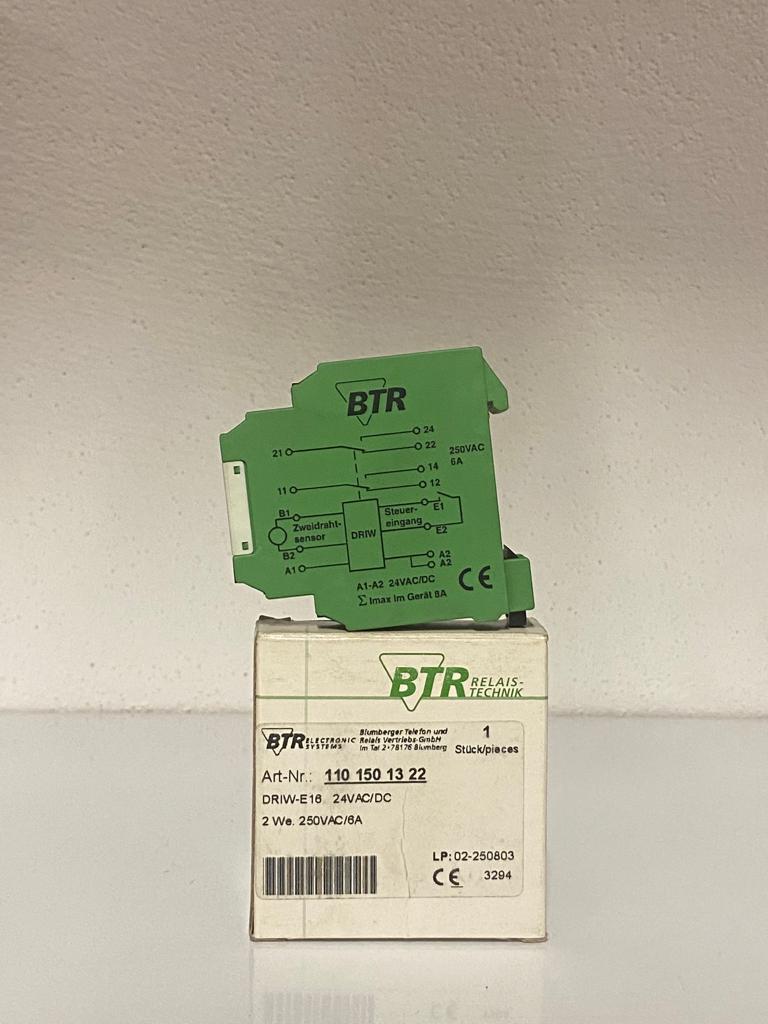 BTR
24
21
22
250VAC
6A
14
11
12
B1
Steuer-
eingang
E1
Zweidraht-
sensor
DRIW
E2
B2
A1
A2
A2
A1-A2 24VAC/DC
Σ Imax im Gerät 8A
CE
BTR RELAIS-
TECHNIK
BTR ELECTRONIC
SYSTEMS
Blumberger Telefon und
Relais Vertriebs-GmbH
Im Tal 2 • 78176 Blumberg
1
Stück/pieces
Art-Nr.: 110 150 13 22
DRIW-E16 24VAC/DC
2 We. 250VAC/6A
LP: 02-250803
CE 3294